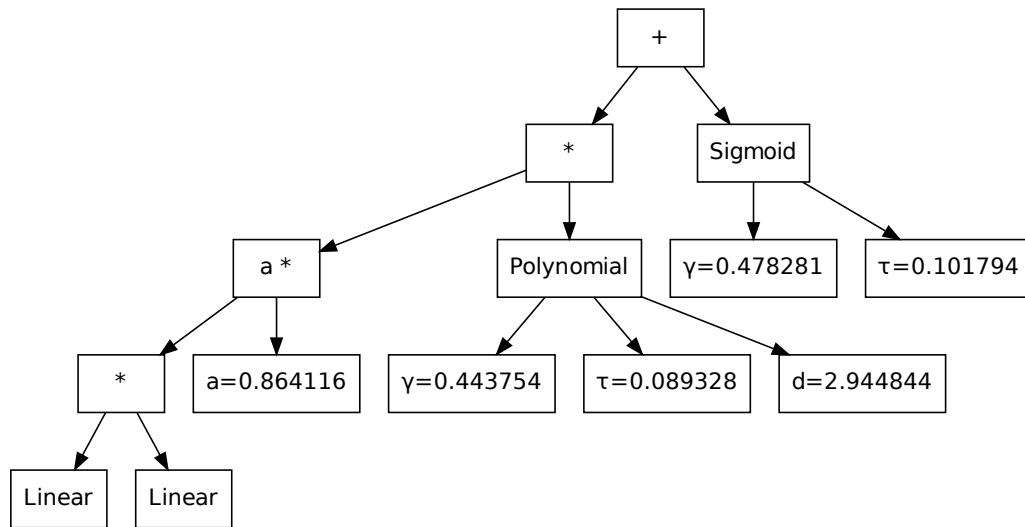 +
*
Sigmoid
a *
Polynomial
γ=0.478281
τ=0.101794
*
a=0.864116
γ=0.443754
τ=0.089328
d=2.944844
Linear
Linear